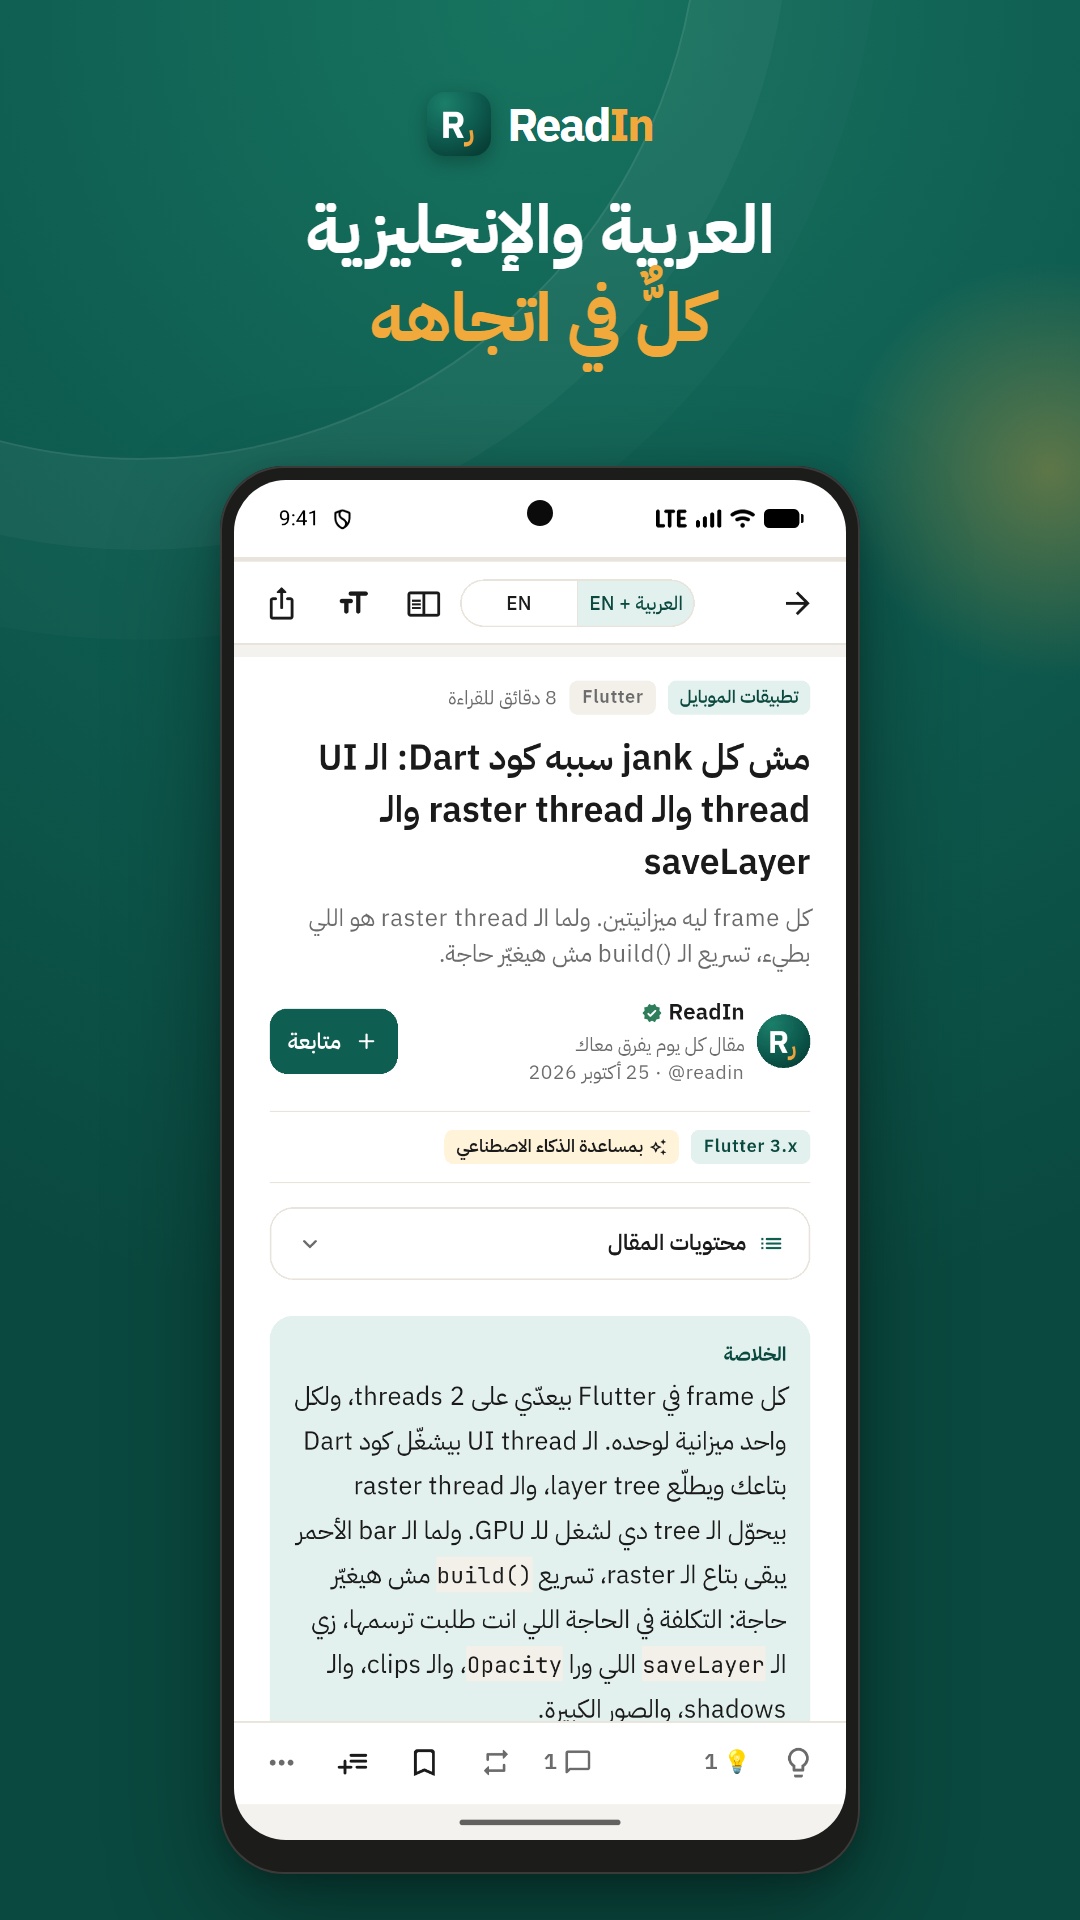 Rر ReadIn
العربية والإنجليزية
كلٌّ في اتجاهه
9:41 LTE
EN العربية + EN
تطبيقات الموبايل Flutter 8 دقائق للقراءة
مش كل jank سببه كود Dart: الـ UI
thread والـ raster thread والـ
saveLayer
كل frame ليه ميزانيتين. ولما الـ raster thread هو اللي
بطيء، تسريع الـ build() مش هيغيّر حاجة.
Rر ReadIn
مقال كل يوم يفرق معاك
@readin · 25 أكتوبر 2026
+ متابعة
Flutter 3.x بمساعدة الذكاء الاصطناعي
محتويات المقال
الخلاصة
كل frame في Flutter بيعدّي على 2 threads، ولكل
واحد ميزانية لوحده. الـ UI thread بيشغّل كود Dart
بتاعك ويطلّع layer tree، والـ raster thread
بيحوّل الـ tree دي لشغل للـ GPU. ولما الـ bar الأحمر
يبقى بتاع الـ raster، تسريع build() مش هيغيّر
حاجة: التكلفة في الحاجة اللي انت طلبت ترسمها، زي
الـ saveLayer اللي ورا Opacity، والـ clips، والـ
shadows، والصور الكبيرة.
1 💡 1